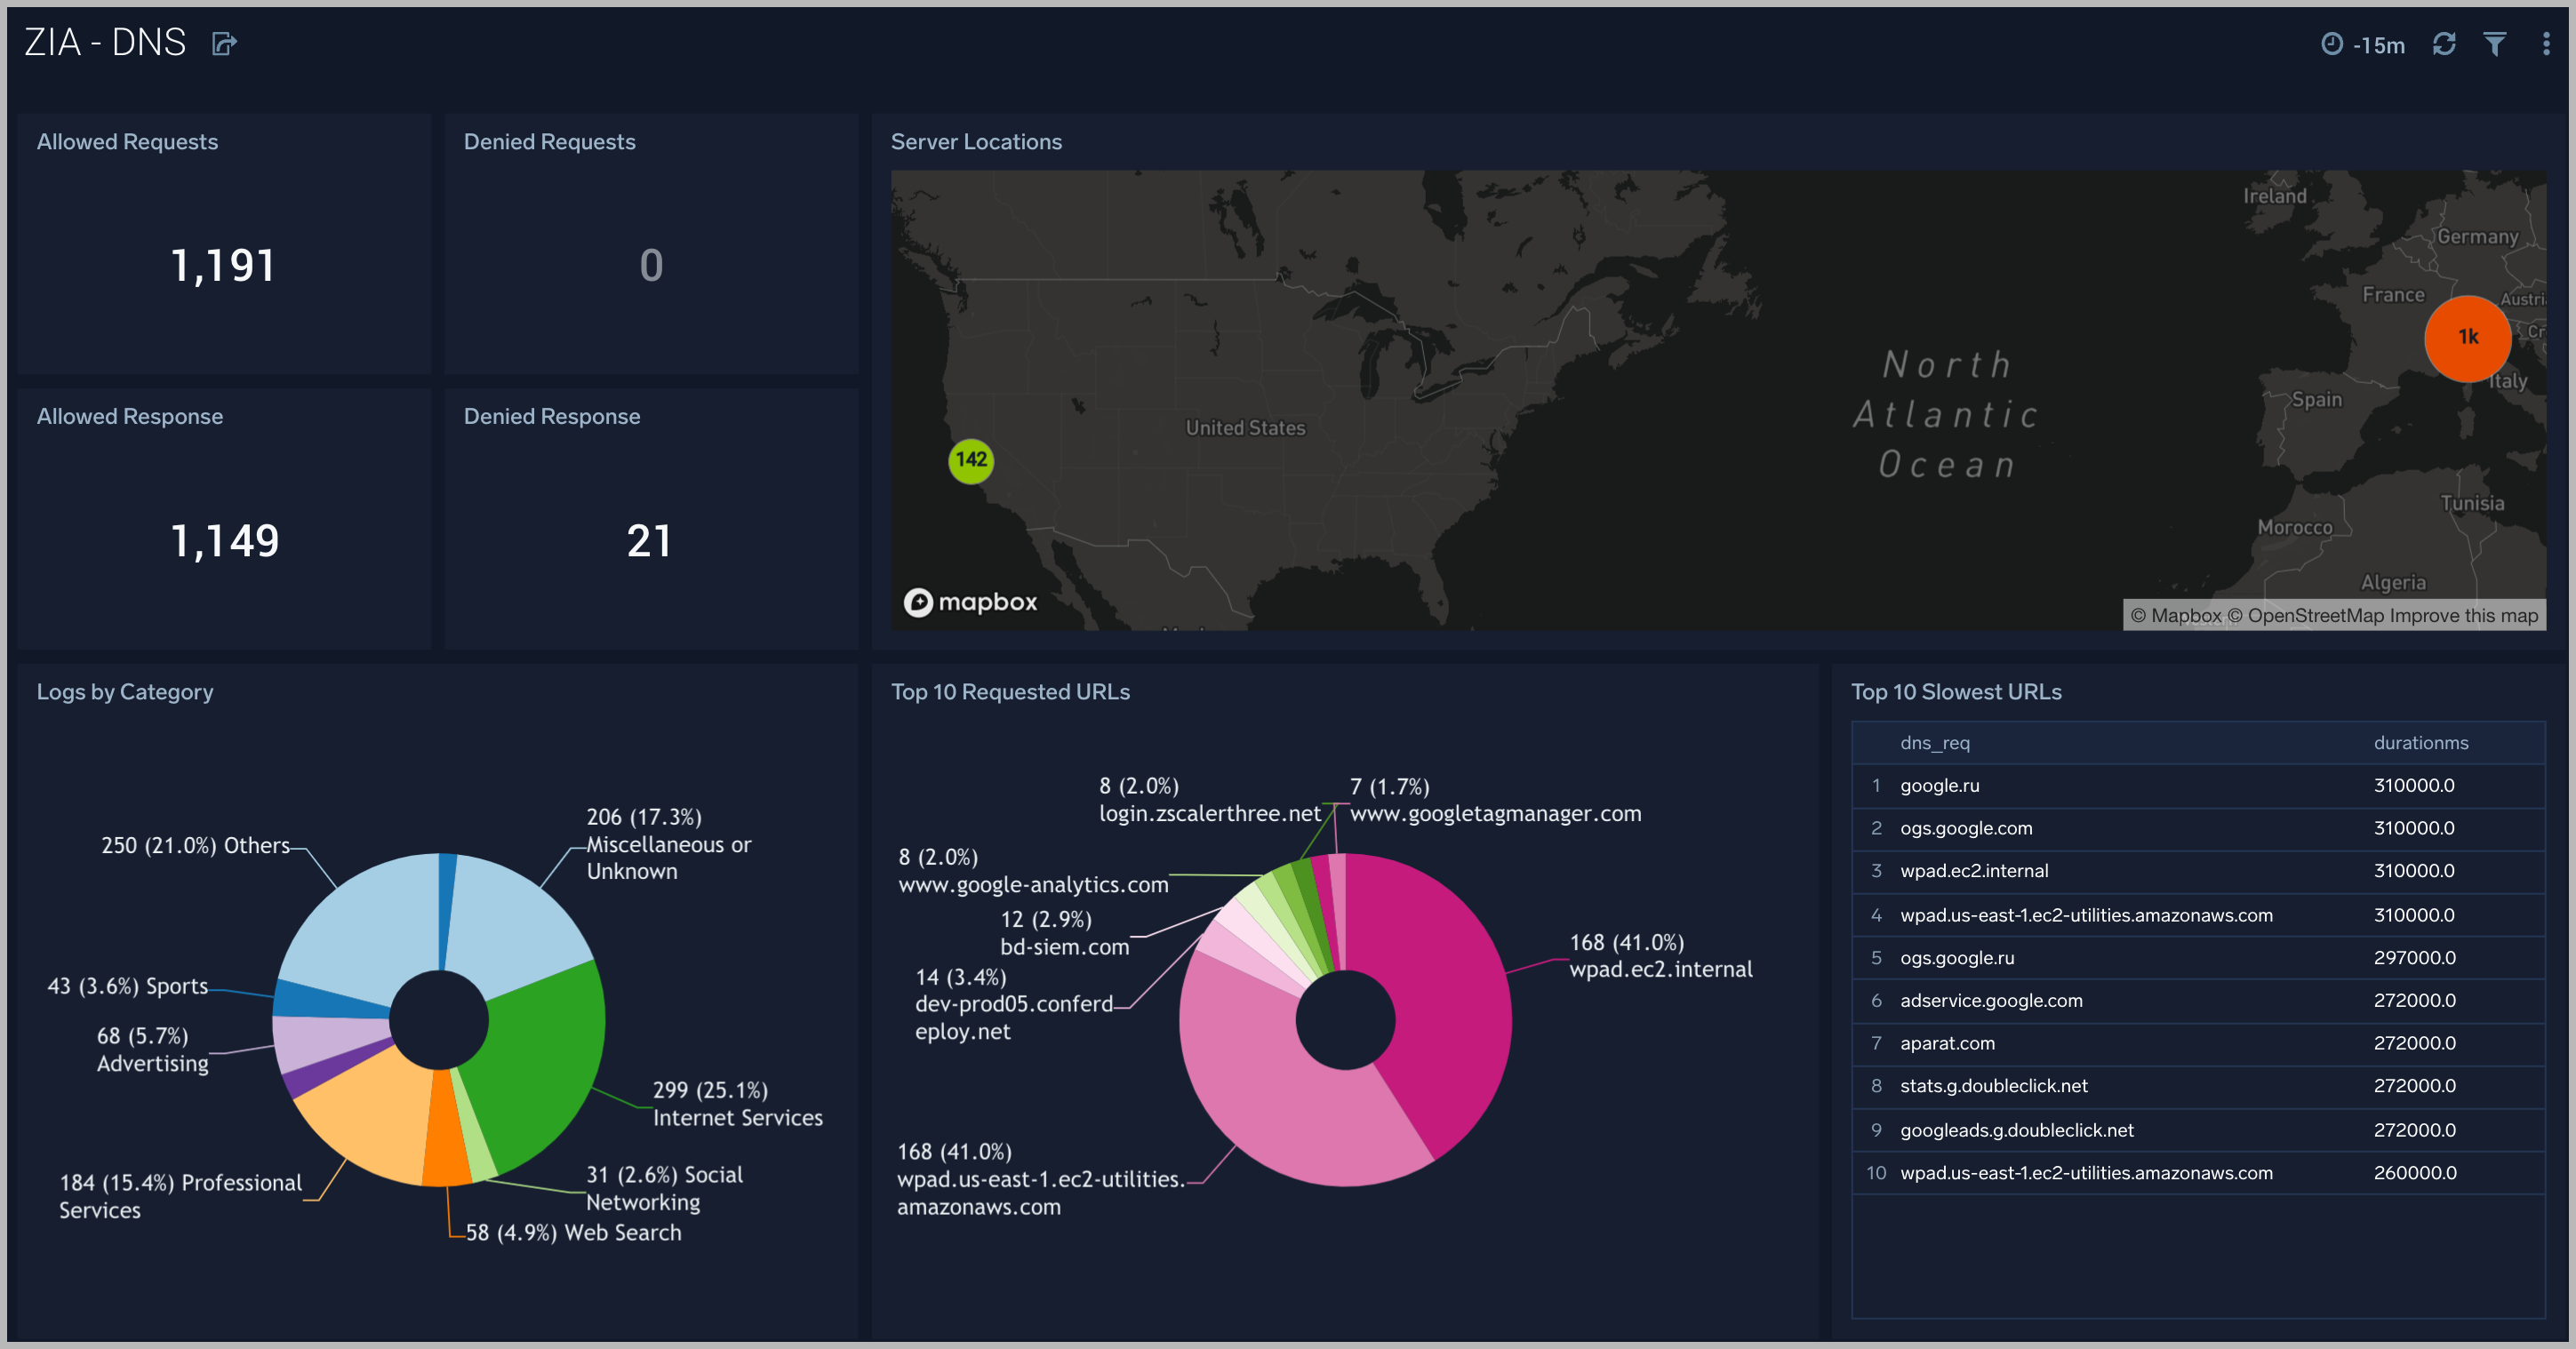 ZIA - DNS
-15m
Allowed Requests
1,191
Denied Requests
0
Allowed Response
1,149
Denied Response
21
Server Locations
Ireland
Germany
France
Austri
1k
Cr
Italy
Spain
Tunisia
Morocco
Algeria
North
Atlantic
Ocean
United States
142
mapbox
© Mapbox © OpenStreetMap Improve this map
Logs by Category
206 (17.3%)
Miscellaneous or
Unknown
250 (21.0%) Others
43 (3.6%) Sports
68 (5.7%)
Advertising
299 (25.1%)
Internet Services
184 (15.4%) Professional
Services
31 (2.6%) Social
Networking
58 (4.9%) Web Search
Top 10 Requested URLs
8 (2.0%)
login.zscalerthree.net
7 (1.7%)
www.googletagmanager.com
8 (2.0%)
www.google-analytics.com
12 (2.9%)
bd-siem.com
14 (3.4%)
dev-prod05.conferd
eploy.net
168 (41.0%)
wpad.ec2.internal
168 (41.0%)
wpad.us-east-1.ec2-utilities.
amazonaws.com
Top 10 Slowest URLs
dns_req durationms
1 google.ru 310000.0
2 ogs.google.com 310000.0
3 wpad.ec2.internal 310000.0
4 wpad.us-east-1.ec2-utilities.amazonaws.com 310000.0
5 ogs.google.ru 297000.0
6 adservice.google.com 272000.0
7 aparat.com 272000.0
8 stats.g.doubleclick.net 272000.0
9 googleads.g.doubleclick.net 272000.0
10 wpad.us-east-1.ec2-utilities.amazonaws.com 260000.0